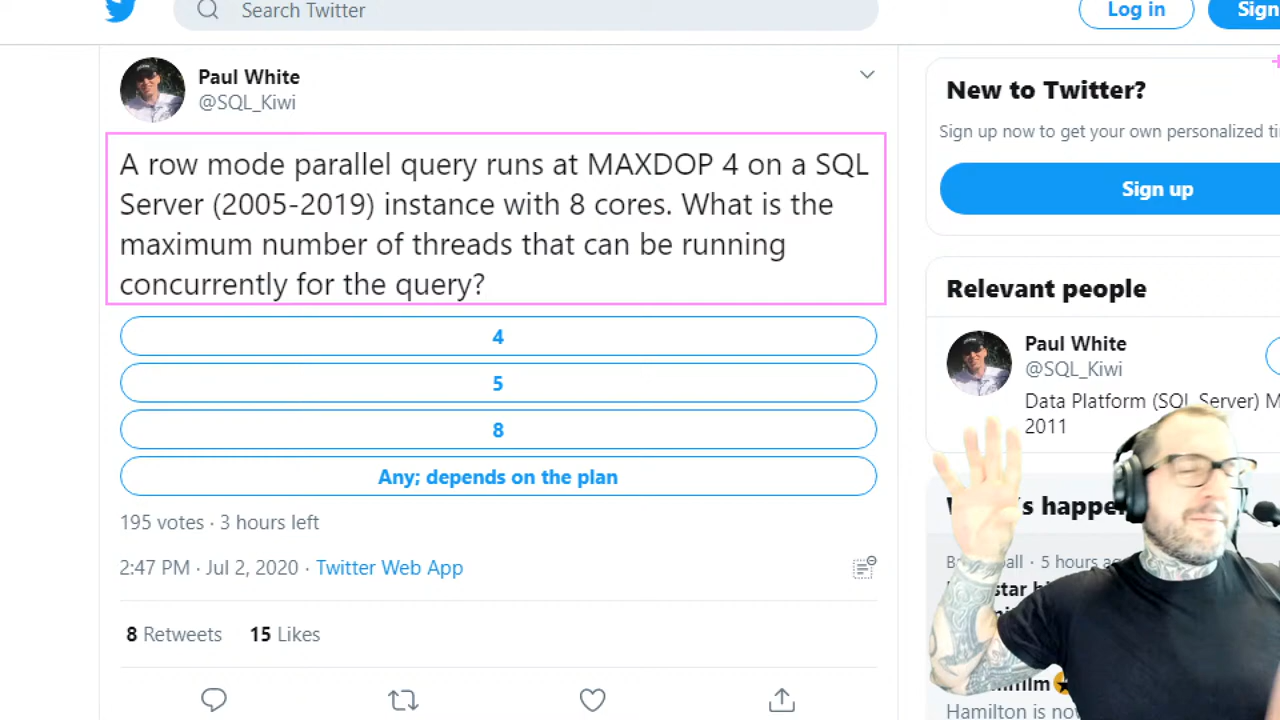 Search Twitter
Log in
Sign
Paul White
@SQL_Kiwi
A row mode parallel query runs at MAXDOP 4 on a SQL
Server (2005-2019) instance with 8 cores. What is the
maximum number of threads that can be running
concurrently for the query?
4
5
8
Any; depends on the plan
195 votes · 3 hours left
2:47 PM · Jul 2, 2020 · Twitter Web App
8 Retweets 15 Likes
New to Twitter?
Sign up now to get your own personalized
Sign up
Relevant people
Paul White
@SQL_Kiwi
Data Platform (SQL Server)
2011
5 hours
Hamilton is